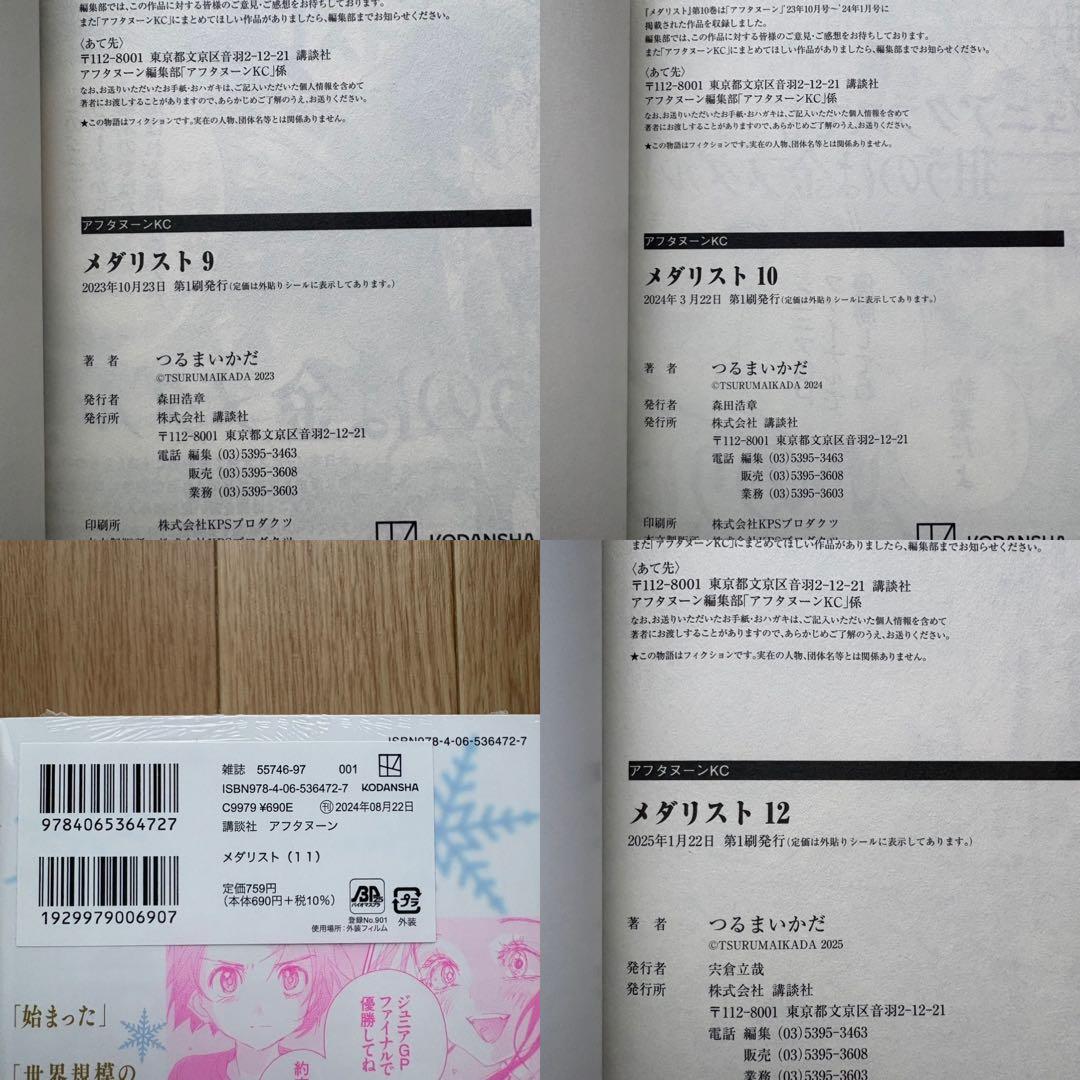 編集部では、この作品に対する皆様のご意見・ご感想をお待ちしております。
また「アフタヌーンKC」にまとめてほしい作品がありましたら、編集部までお知らせください。
〈あて先〉
〒112-8001 東京都文京区音羽2-12-21 講談社
アフタヌーン編集部「アフタヌーンKC」係
なお、お送りいただいたお手紙・おハガキは、ご記入いただいた個人情報を含めて
著者にお渡しすることがありますので、あらかじめご了解のうえ、お送りください。
★この物語はフィクションです。実在の人物、団体名等とは関係ありません。
アフタヌーンKC
メダリスト 9
2023年10月23日 第1刷発行(定価は外貼りシールに表示してあります。)
著 者 つるまいかだ
©TSURUMAIKADA 2023
発行者 森田浩章
発行所 株式会社 講談社
〒112-8001 東京都文京区音羽2-12-21
電話 編集 (03)5395-3463
販売 (03)5395-3608
業務 (03)5395-3603
印刷所 株式会社KPSプロダクツ
KODANSHA
『メダリスト』第10巻は「アフタヌーン」'23年10月号〜'24年1月号に
掲載された作品を収録しました。
編集部では、この作品に対する皆様のご意見・ご感想をお待ちしております。
また「アフタヌーンKC」にまとめてほしい作品がありましたら、編集部までお知らせください。
〈あて先〉
〒112-8001 東京都文京区音羽2-12-21 講談社
アフタヌーン編集部「アフタヌーンKC」係
なお、お送りいただいたお手紙・おハガキは、ご記入いただいた個人情報を含めて
著者にお渡しすることがありますので、あらかじめご了解のうえ、お送りください。
★この物語はフィクションです。実在の人物、団体名等とは関係ありません。
アフタヌーンKC
メダリスト 10
2024年3月22日 第1刷発行(定価は外貼りシールに表示してあります。)
著 者 つるまいかだ
©TSURUMAIKADA 2024
発行者 森田浩章
発行所 株式会社 講談社
〒112-8001 東京都文京区音羽2-12-21
電話 編集 (03)5395-3463
販売 (03)5395-3608
業務 (03)5395-3603
印刷所 株式会社KPSプロダクツ
KODANSHA
ISBN978-4-06-536472-7
雑誌 55746-97 001
ISBN978-4-06-536472-7 KODANSHA
C9979 ¥690E ㊞2024年08月22日
講談社 アフタヌーン
メダリスト(11)
定価759円
(本体690円+税10%)
9784065364727
1929979006907
バイオマスプラ
プラ
登録No.901
使用場所:外装フィルム
外装
ジュニアGP
ファイナルで
優勝してね
「始まった」
「世界規模の
また「アフタヌーンKC」にまとめてほしい作品がありましたら、編集部までお知らせください。
〈あて先〉
〒112-8001 東京都文京区音羽2-12-21 講談社
アフタヌーン編集部「アフタヌーンKC」係
なお、お送りいただいたお手紙・おハガキは、ご記入いただいた個人情報を含めて
著者にお渡しすることがありますので、あらかじめご了解のうえ、お送りください。
★この物語はフィクションです。実在の人物、団体名等とは関係ありません。
アフタヌーンKC
メダリスト 12
2025年1月22日 第1刷発行(定価は外貼りシールに表示してあります。)
著 者 つるまいかだ
©TSURUMAIKADA 2025
発行者 宍倉立哉
発行所 株式会社 講談社
〒112-8001 東京都文京区音羽2-12-21
電話 編集 (03)5395-3463
販売 (03)5395-3608
業務 (03)5395-3603